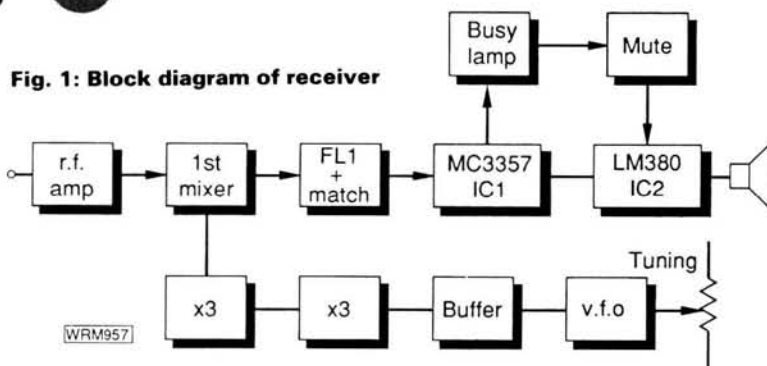 Fig. 1: Block diagram of receiver
Busy
lamp
Mute
r.f.
amp
1st
mixer
FL1
+
match
MC3357
IC1
LM380
IC2
Tuning
x3
x3
Buffer
v.f.o
WRM957